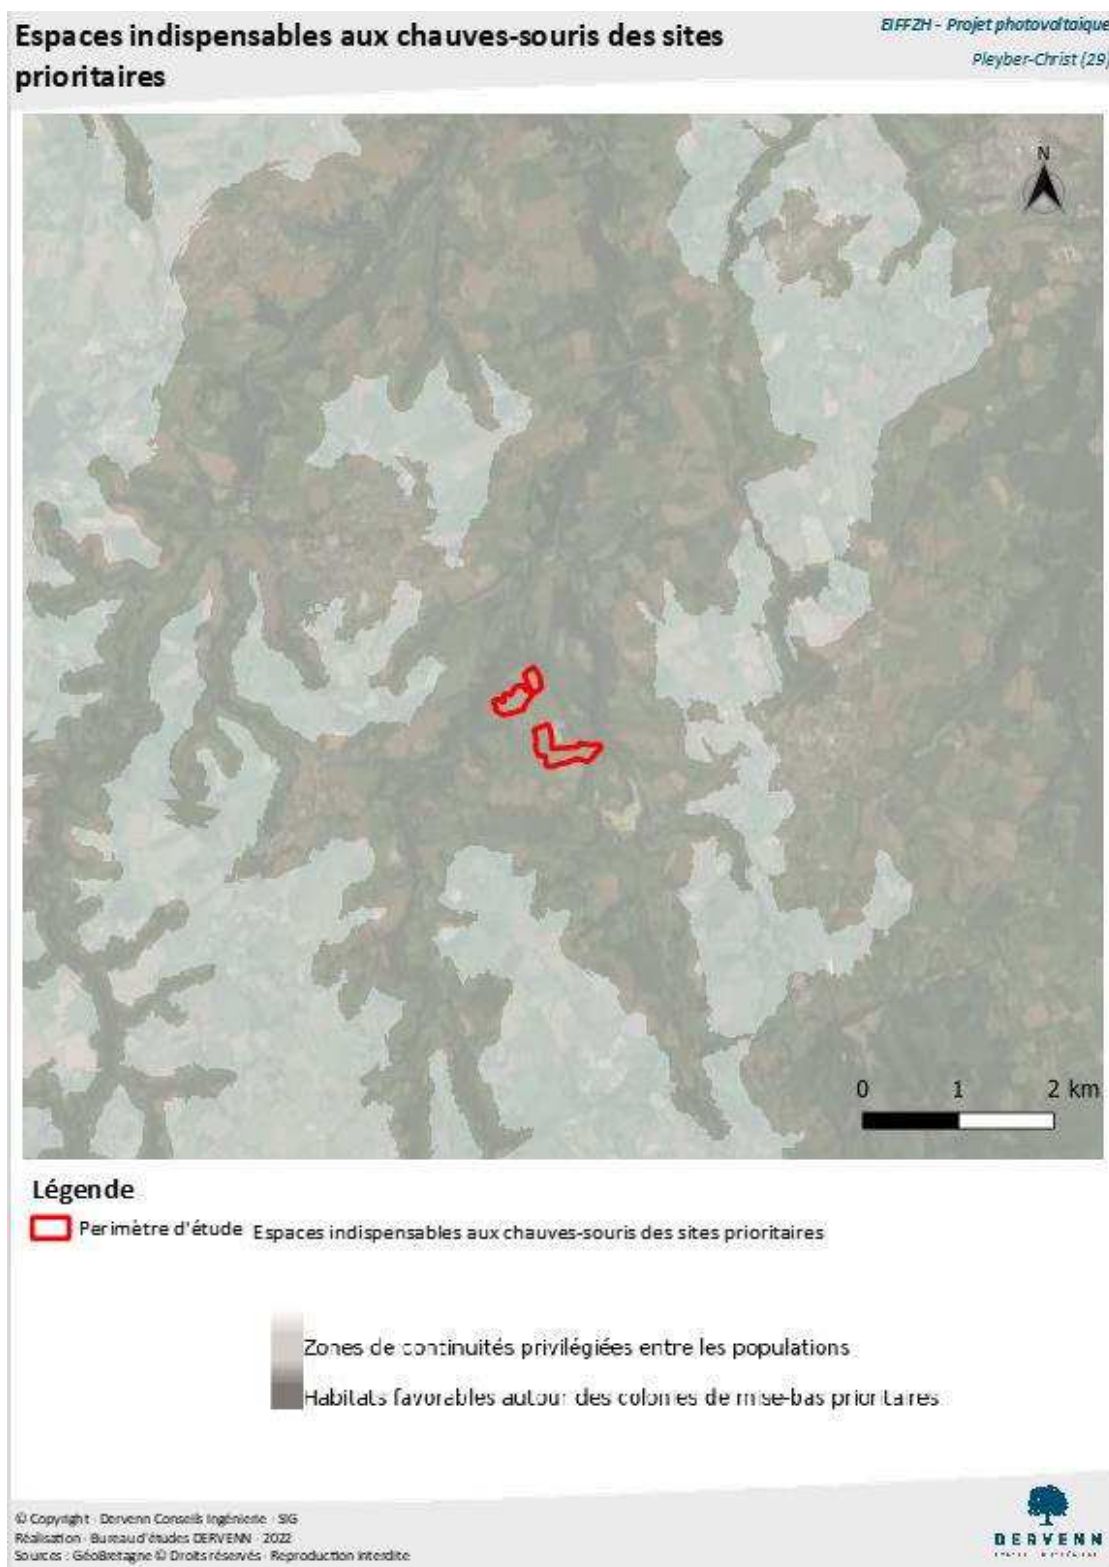 Espaces indispensables aux chauves-souris des sites
prioritaires
EIFFZH - Projet photovoltaique
Pleyber-Christ (29)
N
0 1 2 km
Légende
Perimètre d'étude
Espaces indispensables aux chauves-souris des sites prioritaires
Zones de continuités privilégiées entre les populations
Habitats favorables autour des colonies de mise-bas prioritaires
© Copyright - Dervenn Conseils Ingénierie - SIG
Réalisation - Bureau d'études DERVENN - 2022
Sources : GéoBretagne © Droits réservés - Reproduction interdite
DERVENN